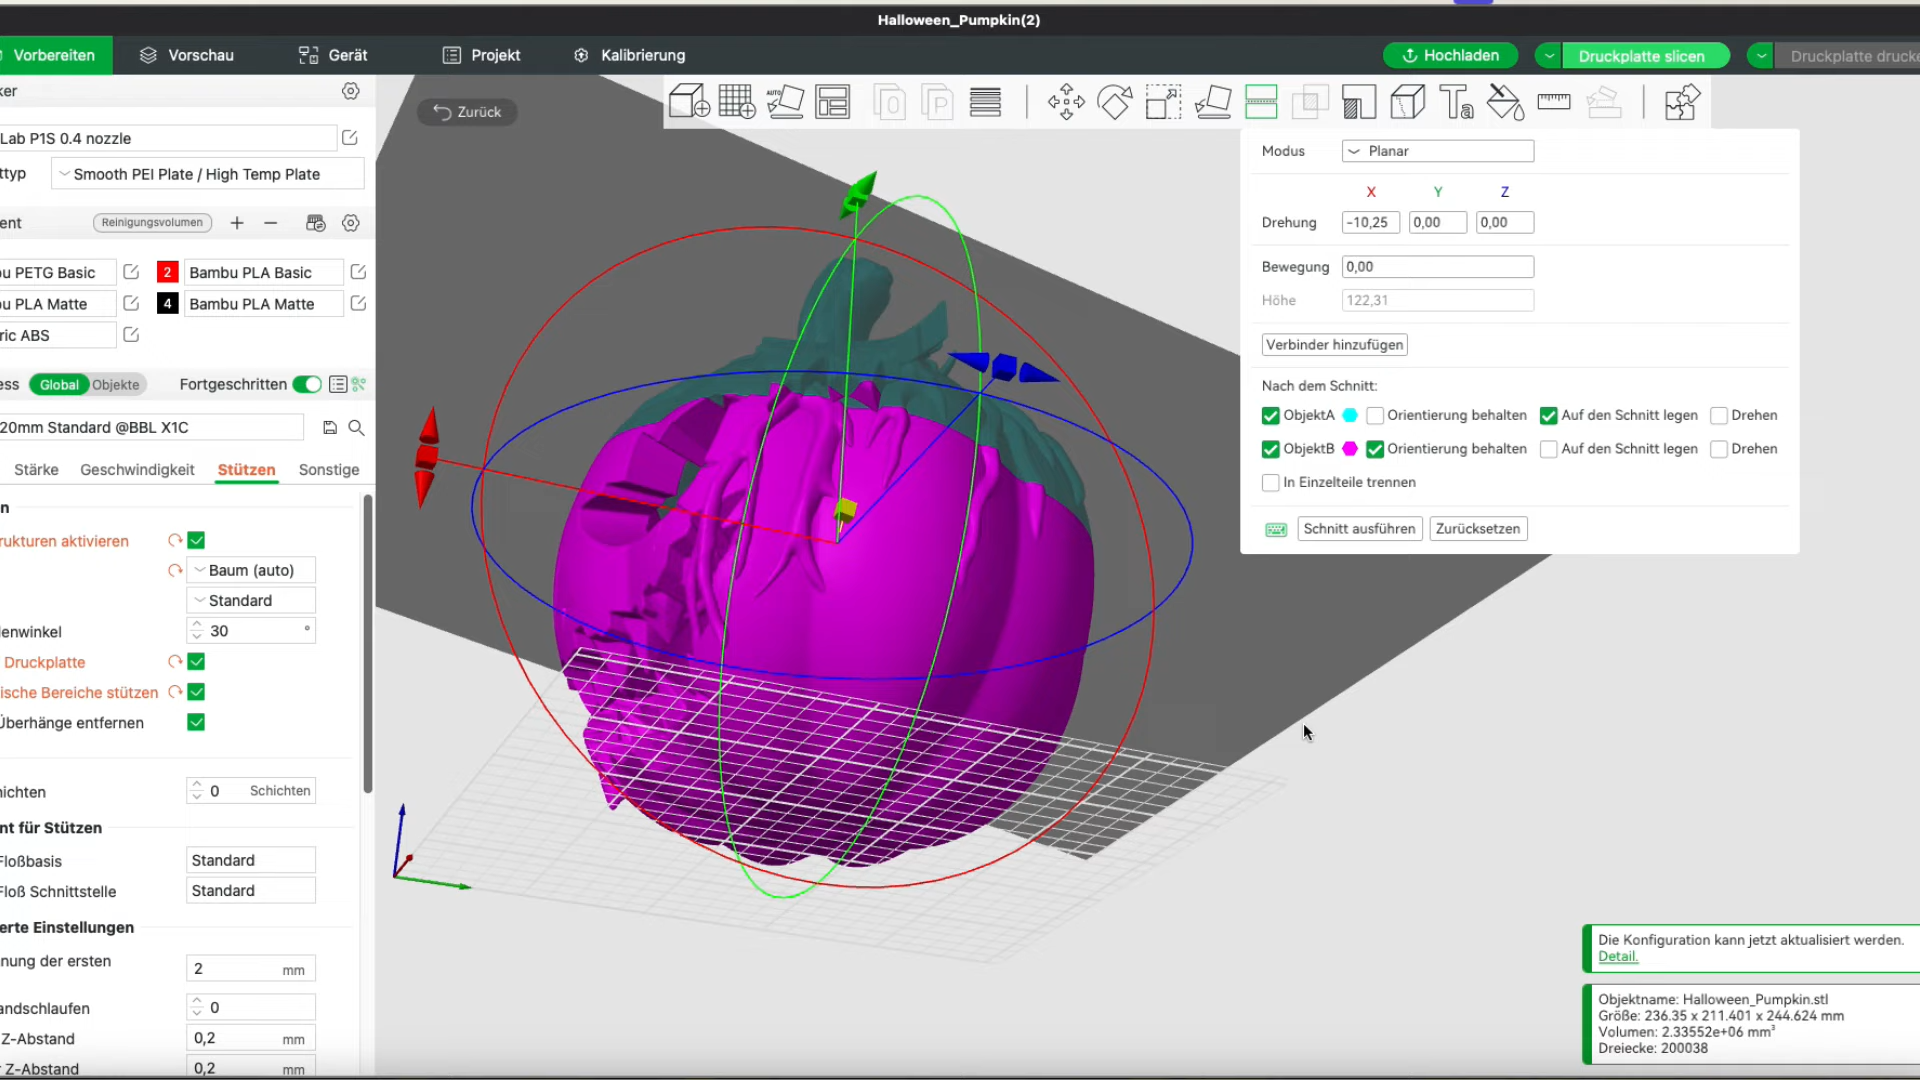 Halloween_Pumpkin(2)
Vorbereiten
Vorschau
Gerät
Projekt
Kalibrierung
Hochladen
Druckplatte slicen
Druckplatte drucke
ker
Zurück
AUTO
Lab P1S 0.4 nozzle
ttyp
Smooth PEI Plate / High Temp Plate
ent
Reinigungsvolumen
u PETG Basic
2
Bambu PLA Basic
u PLA Matte
4
Bambu PLA Matte
ric ABS
ess
Global
Objekte
Fortgeschritten
20mm Standard @BBL X1C
Stärke
Geschwindigkeit
Stützen
Sonstige
n
rukturen aktivieren
Baum (auto)
Standard
enwinkel
30 °
Druckplatte
ische Bereiche stützen
Überhänge entfernen
ichten
0 Schichten
nt für Stützen
Floßbasis
Standard
Floß Schnittstelle
Standard
erte Einstellungen
nung der ersten
2 mm
andschlaufen
0
Z-Abstand
0,2 mm
r Z-Abstand
0,2 mm
Modus
Planar
X Y Z
Drehung
-10,25
0,00
0,00
Bewegung
0,00
Höhe
122,31
Verbinder hinzufügen
Nach dem Schnitt:
ObjektA
Orientierung behalten
Auf den Schnitt legen
Drehen
ObjektB
Orientierung behalten
Auf den Schnitt legen
Drehen
In Einzelteile trennen
Schnitt ausführen
Zurücksetzen
Die Konfiguration kann jetzt aktualisiert werden.
Detail.
Objektname: Halloween_Pumpkin.stl
Größe: 236.35 x 211.401 x 244.624 mm
Volumen: 2.33552e+06 mm³
Dreiecke: 200038